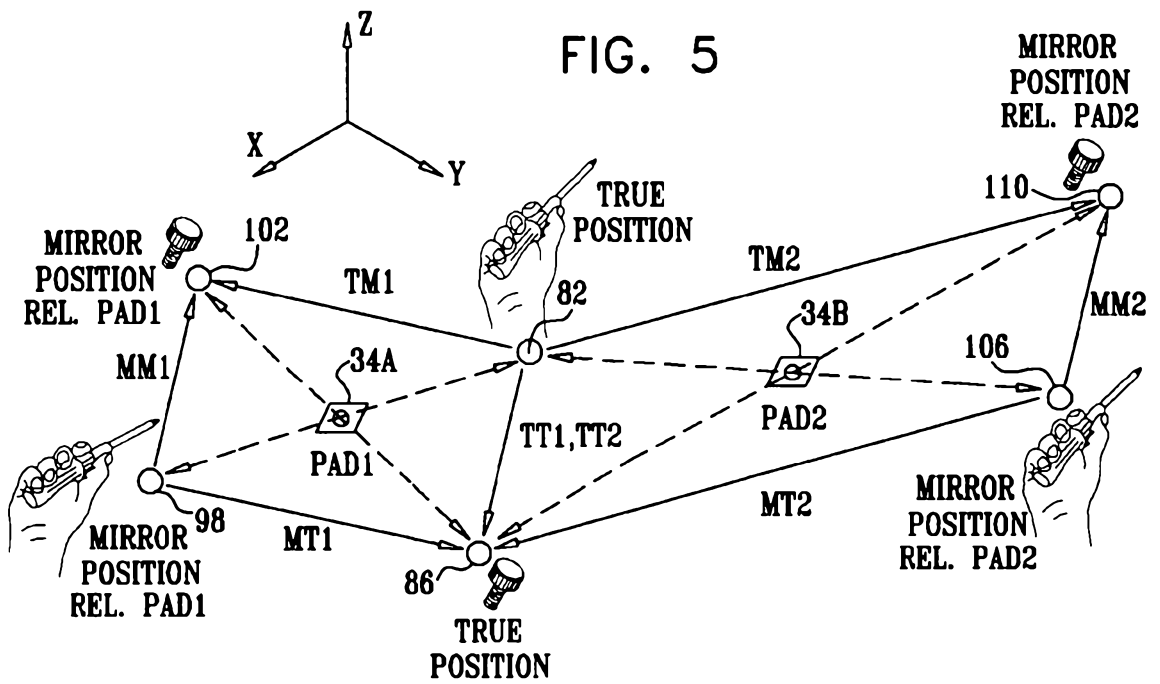 FIG. 5
Z
X
Y
MIRROR
POSITION
REL. PAD2
110
TRUE
POSITION
102
MIRROR
POSITION
REL. PAD1
TM1
TM2
82
34B
MM2
MM1
34A
106
PAD1
TT1,TT2
PAD2
98
MT1
MT2
MIRROR
POSITION
REL. PAD2
MIRROR
POSITION
REL. PAD1
86
TRUE
POSITION